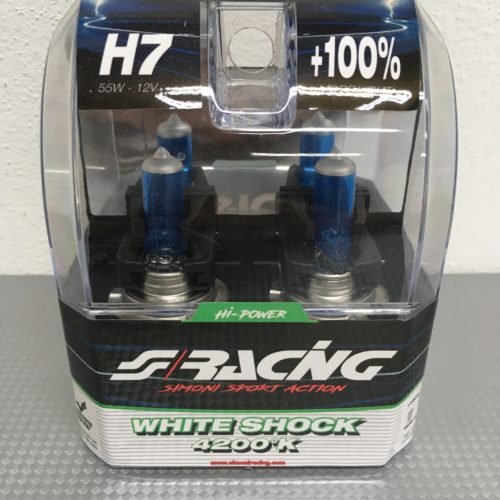 H7
55W - 12V
+100%
Hi-POWER
S/RACING
SIMONI SPORT ACTION
WHITE SHOCK
4200°K
www.simoniracing.com